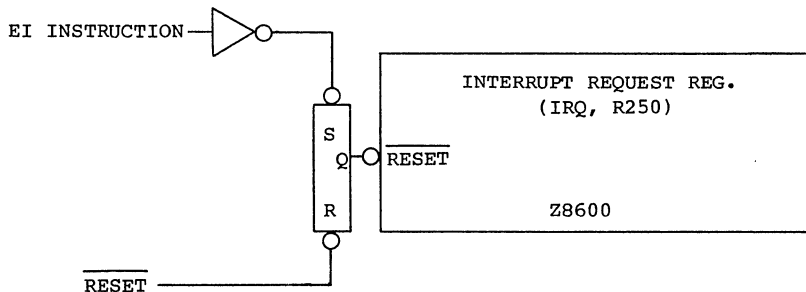 EI INSTRUCTION
INTERRUPT REQUEST REG.
(IRQ, R250)
S
Q
RESET
R
Z8600
RESET